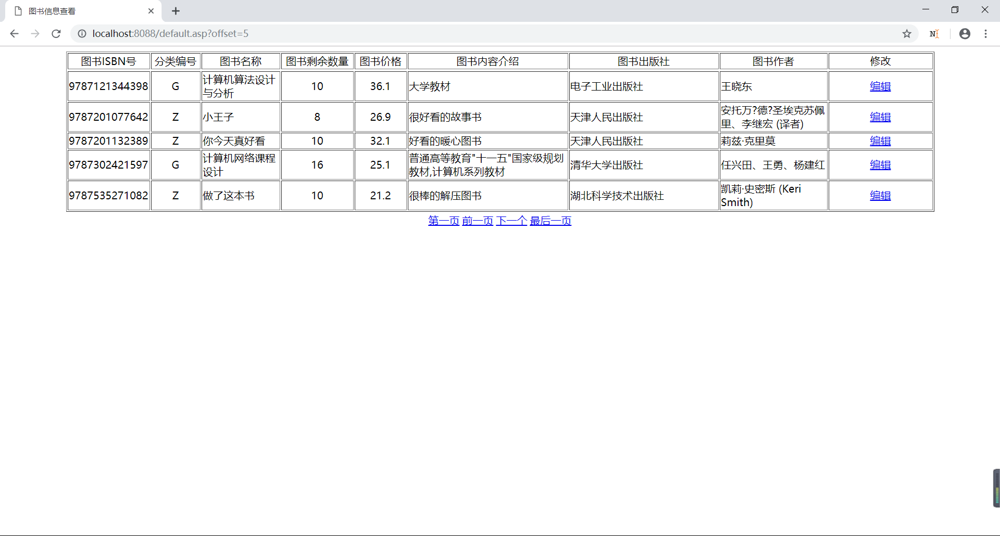 图书信息查看
localhost:8088/default.asp?offset=5
图书ISBN号 分类编号 图书名称 图书剩余数量 图书价格 图书内容介绍 图书出版社 图书作者 修改
9787121344398 G 计算机算法设计与分析 10 36.1 大学教材 电子工业出版社 王晓东 编辑
9787201077642 Z 小王子 8 26.9 很好看的故事书 天津人民出版社 安托万?德?圣埃克苏佩里、李继宏 (译者) 编辑
9787201132389 Z 你今天真好看 10 32.1 好看的暖心图书 天津人民出版社 莉兹·克里莫 编辑
9787302421597 G 计算机网络课程设计 16 25.1 普通高等教育"十一五"国家级规划教材,计算机系列教材 清华大学出版社 任兴田、王勇、杨建红 编辑
9787535271082 Z 做了这本书 10 21.2 很棒的解压图书 湖北科学技术出版社 凯莉·史密斯 (Keri Smith) 编辑
第一页 前一页 下一个 最后一页